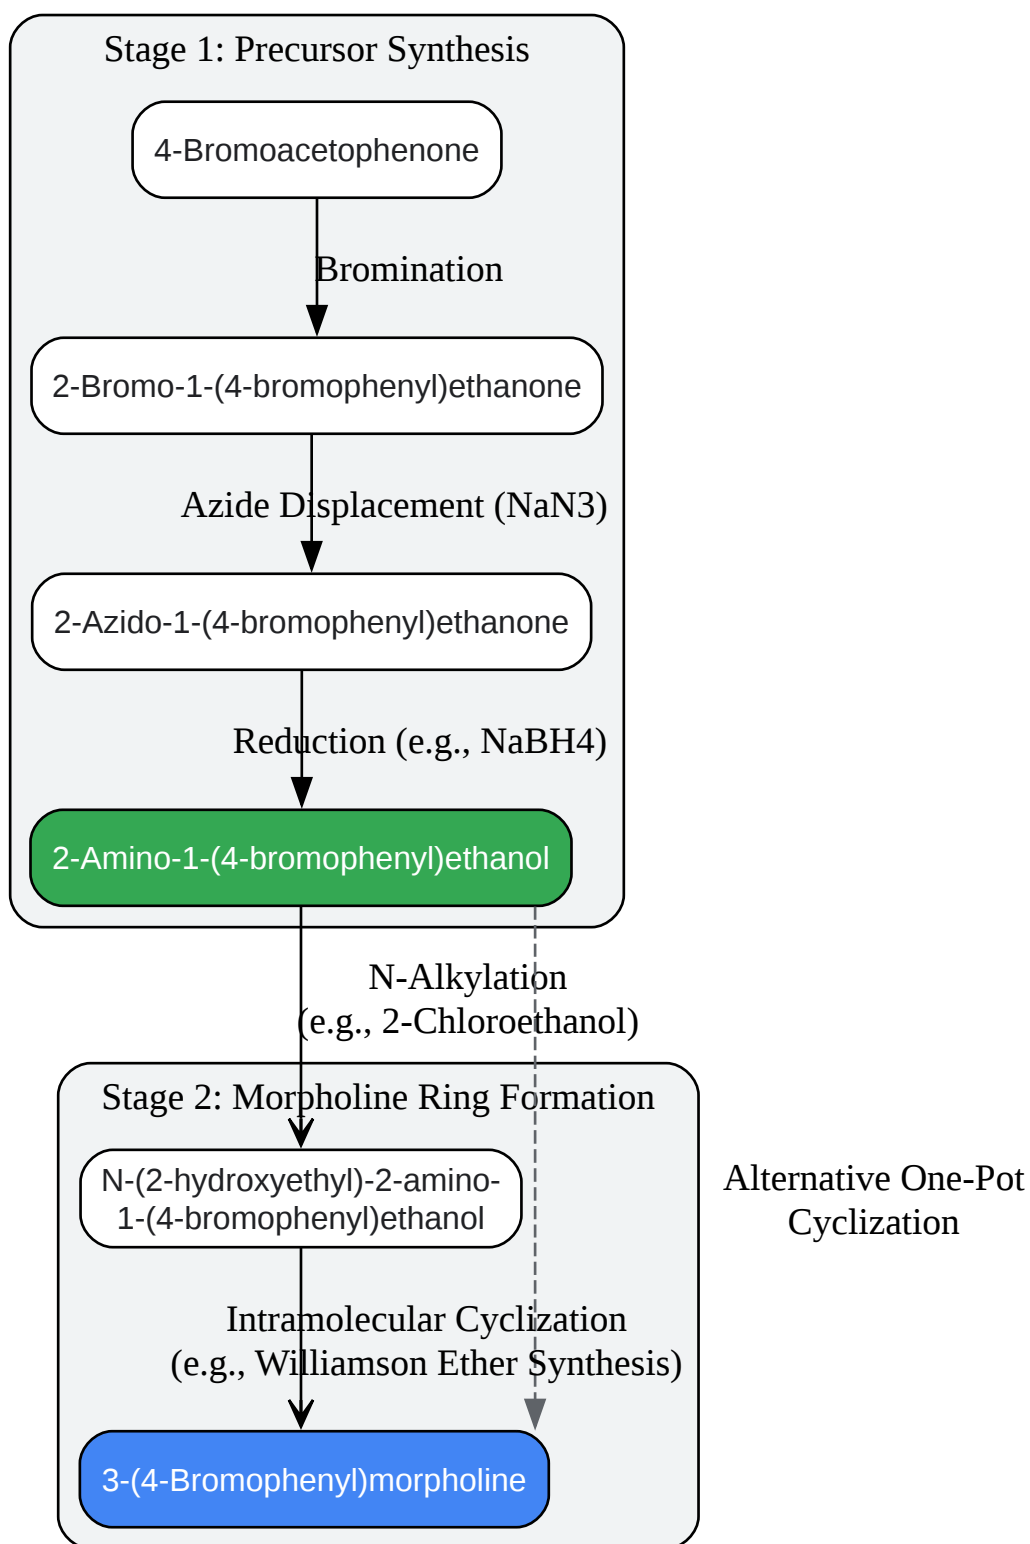 Stage 1: Precursor Synthesis
4-Bromoacetophenone
Bromination
2-Bromo-1-(4-bromophenyl)ethanone
Azide Displacement (NaN3)
2-Azido-1-(4-bromophenyl)ethanone
Reduction (e.g., NaBH4)
2-Amino-1-(4-bromophenyl)ethanol
N-Alkylation
(e.g., 2-Chloroethanol)
Stage 2: Morpholine Ring Formation
N-(2-hydroxyethyl)-2-amino-
1-(4-bromophenyl)ethanol
Alternative One-Pot
Cyclization
Intramolecular Cyclization
(e.g., Williamson Ether Synthesis)
3-(4-Bromophenyl)morpholine